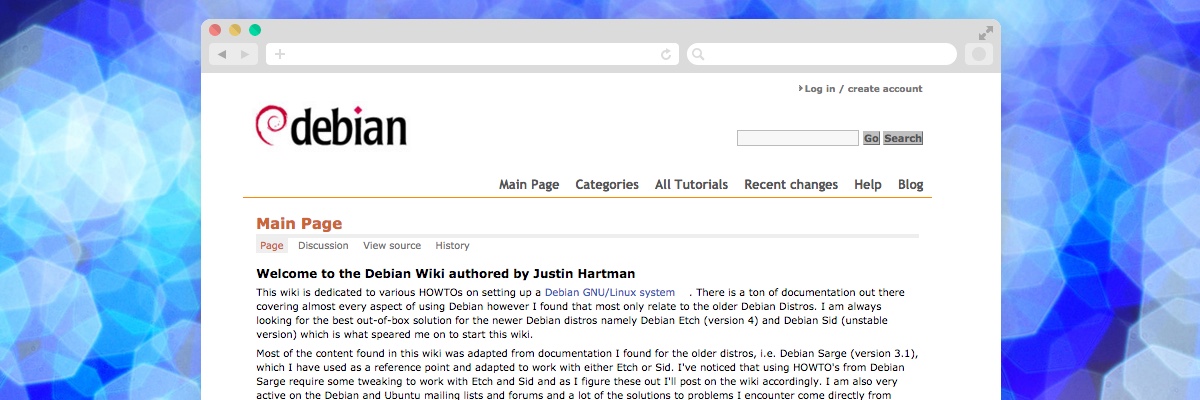 Log in / create account
debian
Go Search
Main Page Categories All Tutorials Recent changes Help Blog
Main Page
Page Discussion View source History
Welcome to the Debian Wiki authored by Justin Hartman
This wiki is dedicated to various HOWTOs on setting up a Debian GNU/Linux system . There is a ton of documentation out there
covering almost every aspect of using Debian however I found that most only relate to the older Debian Distros. I am always
looking for the best out-of-box solution for the newer Debian distros namely Debian Etch (version 4) and Debian Sid (unstable
version) which is what speared me on to start this wiki.
Most of the content found in this wiki was adapted from documentation I found for the older distros, i.e. Debian Sarge (version 3.1),
which I have used as a reference point and adapted to work with either Etch or Sid. I've noticed that using HOWTO's from Debian
Sarge require some tweaking to work with Etch and Sid and as I figure these out I'll post on the wiki accordingly. I am also very
active on the Debian and Ubuntu mailing lists and forums and a lot of the solutions to problems I encounter come directly from